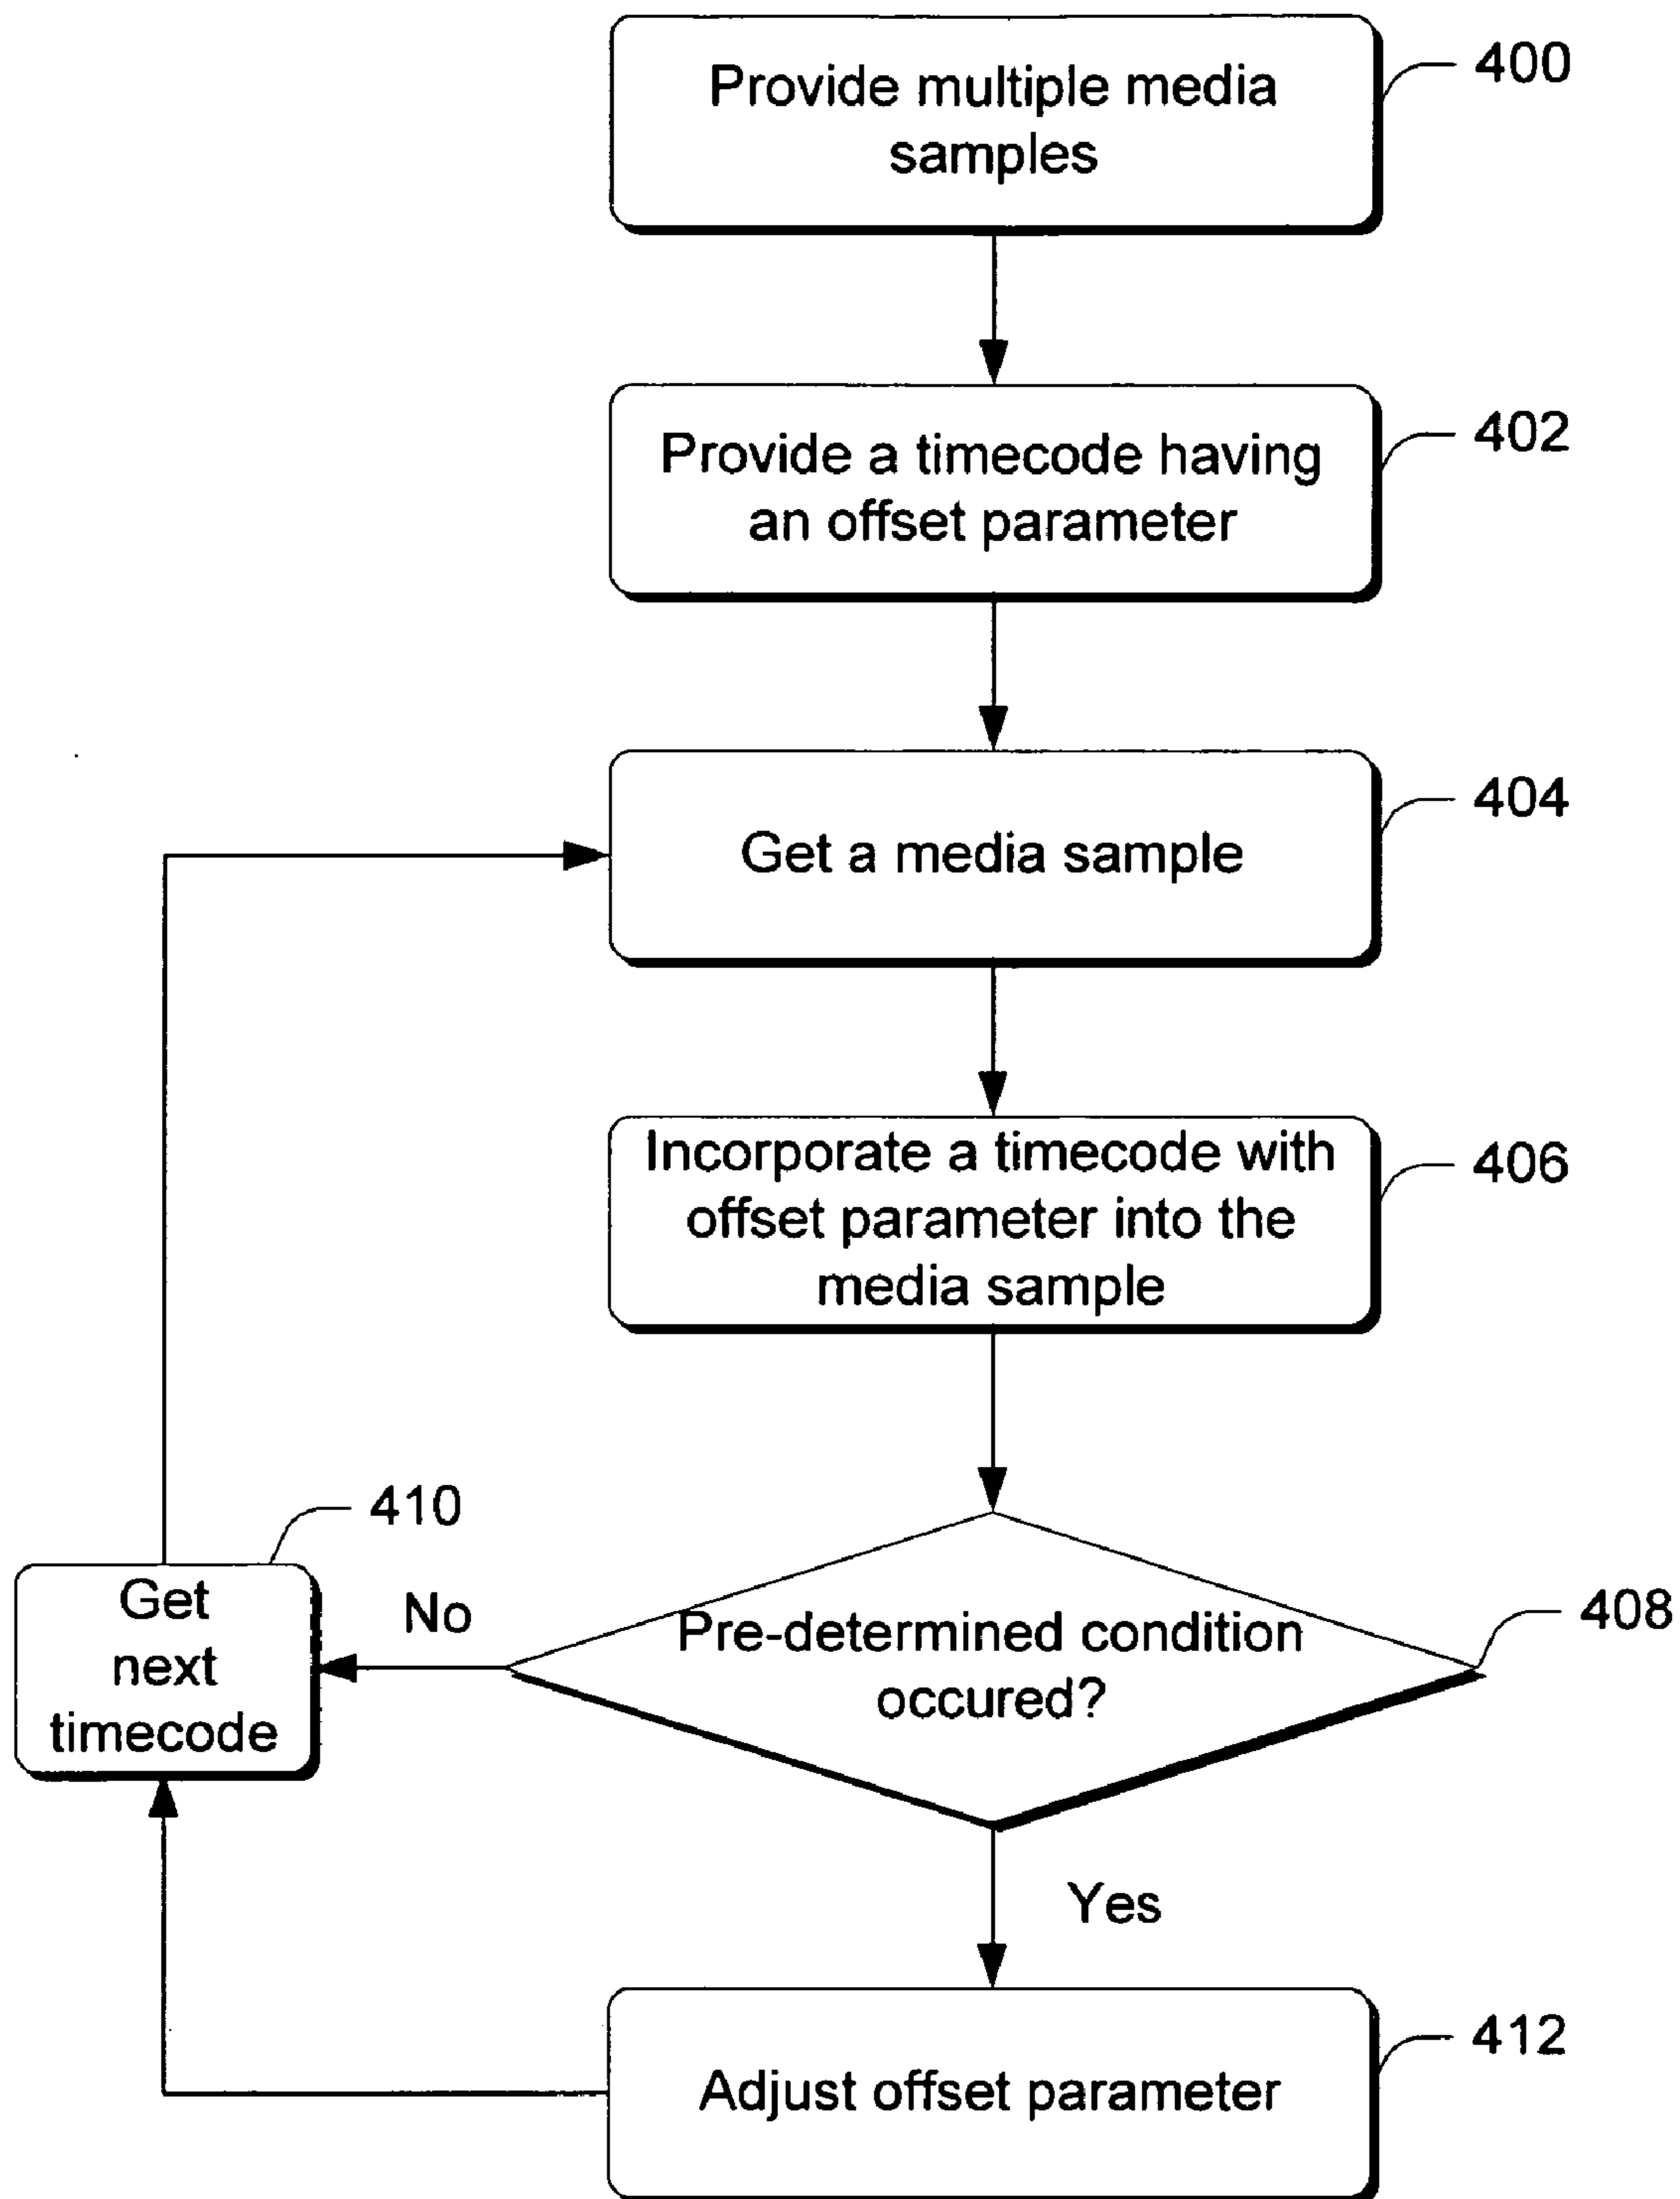 Provide multiple media
samples
400
Provide a timecode having
an offset parameter
402
Get a media sample
404
Incorporate a timecode with
offset parameter into the
media sample
406
Pre-determined condition
occured?
408
No
Get
next
timecode
410
Yes
Adjust offset parameter
412